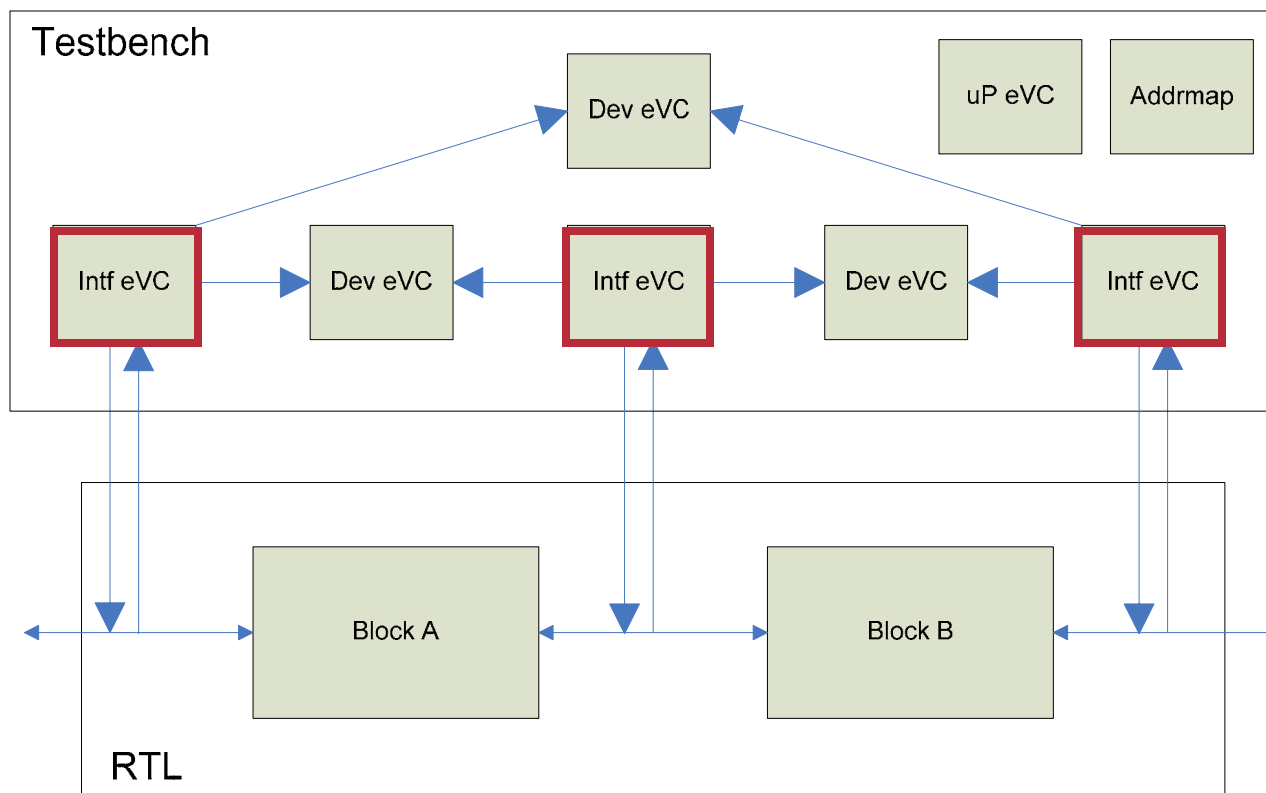 Testbench
Dev eVC
uP eVC
Addrmap
Intf eVC
Dev eVC
Intf eVC
Dev eVC
Intf eVC
Block A
Block B
RTL